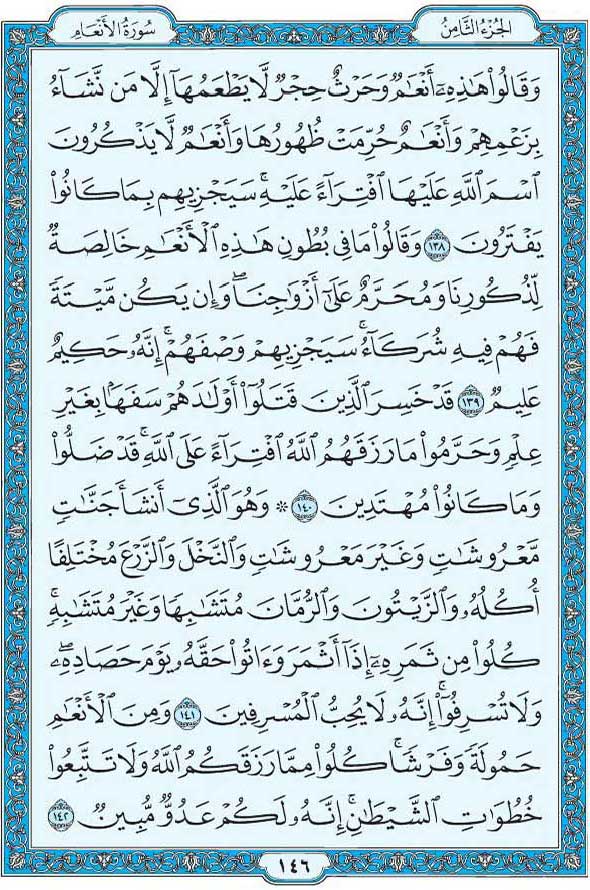 الجزء الثامن
سورة الأنعام
وَقَالُوا۟ هَٰذِهِۦٓ أَنْعَٰمٌ وَحَرْثٌ حِجْرٌ لَّا يَطْعَمُهَآ إِلَّا مَن نَّشَآءُ
بِزَعْمِهِمْ وَأَنْعَٰمٌ حُرِّمَتْ ظُهُورُهَا وَأَنْعَٰمٌ لَّا يَذْكُرُونَ
ٱسْمَ ٱللَّهِ عَلَيْهَا ٱفْتِرَآءً عَلَيْهِ ۚ سَيَجْزِيهِم بِمَا كَانُوا۟
يَفْتَرُونَ ١٣٨ وَقَالُوا۟ مَا فِى بُطُونِ هَٰذِهِ ٱلْأَنْعَٰمِ خَالِصَةٌ
لِّذُكُورِنَا وَمُحَرَّمٌ عَلَىٰٓ أَزْوَٰجِنَا ۖ وَإِن يَكُن مَّيْتَةً
فَهُمْ فِيهِ شُرَكَآءُ ۚ سَيَجْزِيهِمْ وَصْفَهُمْ ۚ إِنَّهُۥ حَكِيمٌ
عَلِيمٌ ١٣٩ قَدْ خَسِرَ ٱلَّذِينَ قَتَلُوٓا۟ أَوْلَٰدَهُمْ سَفَهًۢا بِغَيْرِ
عِلْمٍ وَحَرَّمُوا۟ مَا رَزَقَهُمُ ٱللَّهُ ٱفْتِرَآءً عَلَى ٱللَّهِ ۚ قَدْ ضَلُّوا۟
وَمَا كَانُوا۟ مُهْتَدِينَ ١٤٠ ۞ وَهُوَ ٱلَّذِىٓ أَنشَأَ جَنَّٰتٍ
مَّعْرُوشَٰتٍ وَغَيْرَ مَعْرُوشَٰتٍ وَٱلنَّخْلَ وَٱلزَّرْعَ مُخْتَلِفًا
أُكُلُهُۥ وَٱلزَّيْتُونَ وَٱلرُّمَّانَ مُتَشَٰبِهًا وَغَيْرَ مُتَشَٰبِهٍ ۚ
كُلُوا۟ مِن ثَمَرِهِۦٓ إِذَآ أَثْمَرَ وَءَاتُوا۟ حَقَّهُۥ يَوْمَ حَصَادِهِۦ ۖ
وَلَا تُسْرِفُوٓا۟ ۚ إِنَّهُۥ لَا يُحِبُّ ٱلْمُسْرِفِينَ ١٤١ وَمِنَ ٱلْأَنْعَٰمِ
حَمُولَةً وَفَرْشًا ۚ كُلُوا۟ مِمَّا رَزَقَكُمُ ٱللَّهُ وَلَا تَتَّبِعُوا۟
خُطُوَٰتِ ٱلشَّيْطَٰنِ ۚ إِنَّهُۥ لَكُمْ عَدُوٌّ مُّبِينٌ ١٤٢
١٤٦